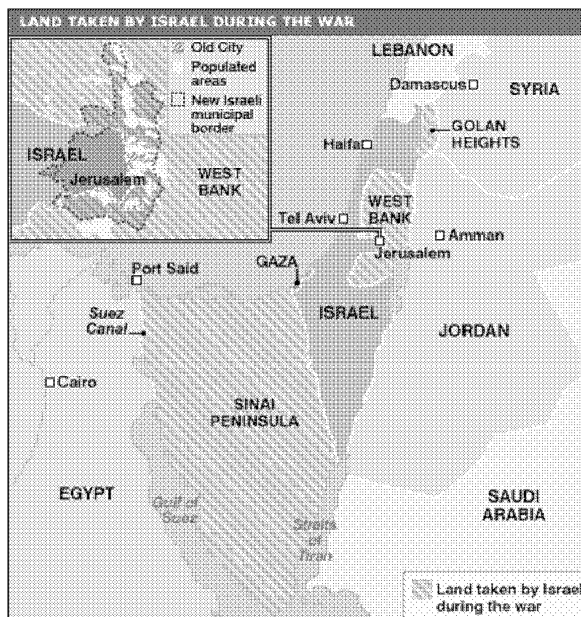 LAND TAKEN BY ISRAEL DURING THE WAR
Old City
Populated
areas
New Israeli
municipal
border
ISRAEL
Jerusalem
WEST
BANK
LEBANON
Damascus
SYRIA
GOLAN
HEIGHTS
Haifa
WEST
BANK
Tell Aviv
Amman
Jerusalem
GAZA
Port Said
ISRAEL
Suez
Canal
JORDAN
Cairo
SINAI
PENINSULA
EGYPT
Gulf of
Suez
Straits
of
Tiran
SAUDI
ARABIA
Land taken by Israel
during the war